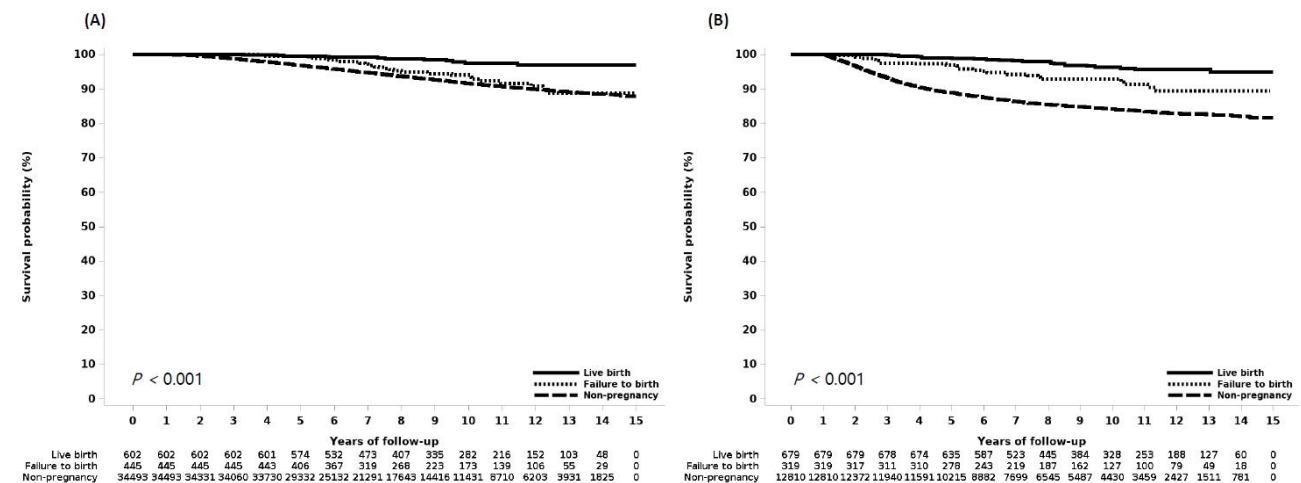 (A)
(B)
100
90
80
70
60
50
40
30
20
10
0
Survival probability (%)
P < 0.001
Live birth
Failure to birth
Non-pregnancy
0 1 2 3 4 5 6 7 8 9 10 11 12 13 14 15
Years of follow-up
Live birth 602 602 602 602 601 574 532 473 407 335 282 216 152 103 48 0
Failure to birth 445 445 445 445 443 406 367 319 268 223 173 139 106 55 29 0
Non-pregnancy 34493 34493 34331 34060 33730 29332 25132 21291 17643 14416 11431 8710 6203 3931 1825 0
100
90
80
70
60
50
40
30
20
10
0
Survival probability (%)
P < 0.001
Live birth
Failure to birth
Non-pregnancy
0 1 2 3 4 5 6 7 8 9 10 11 12 13 14 15
Years of follow-up
Live birth 679 679 679 678 674 635 587 523 445 384 328 253 188 127 60 0
Failure to birth 319 319 317 311 310 278 243 219 187 162 127 100 79 49 18 0
Non-pregnancy 12810 12810 12372 11940 11591 10215 8882 7699 6545 5487 4430 3459 2427 1511 781 0